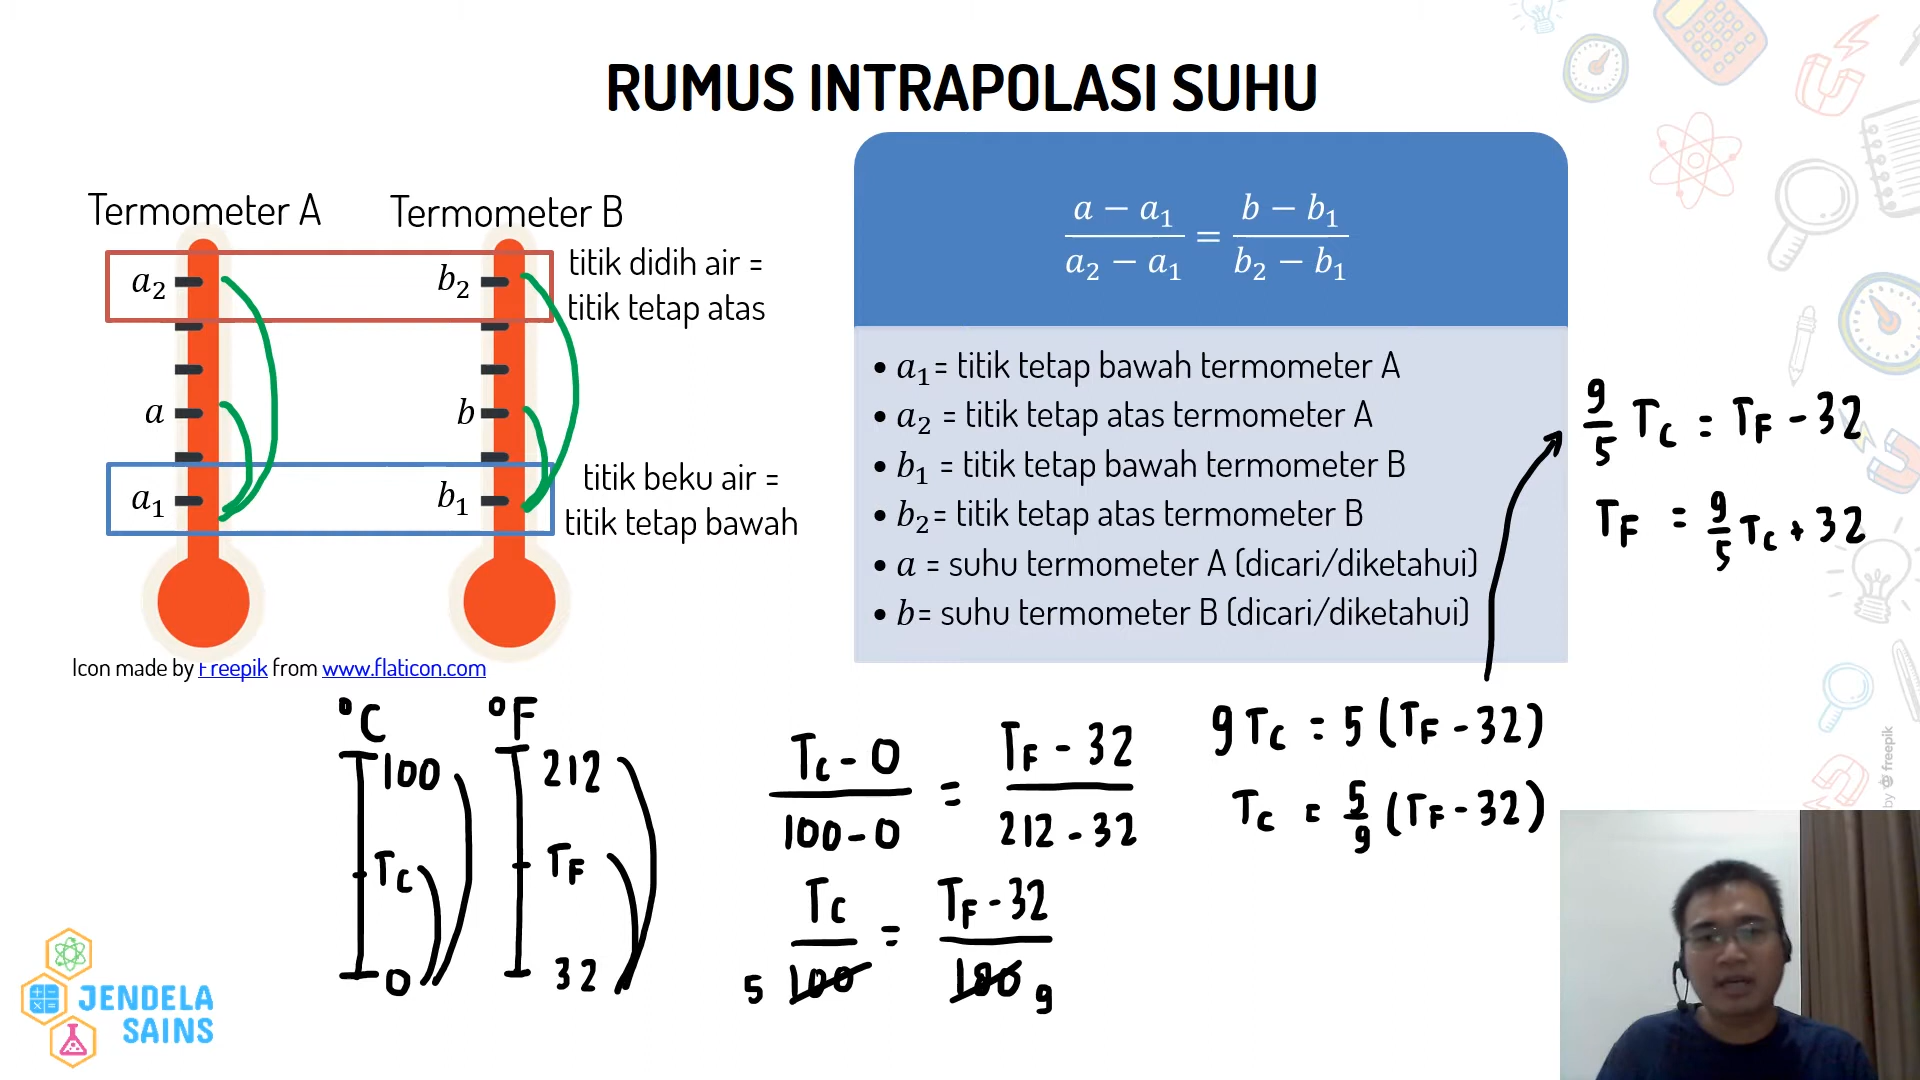 RUMUS INTRAPOLASI SUHU
Termometer A
Termometer B
a₂
b₂
titik didih air =
titik tetap atas
a
b
a₁
b₁
titik beku air =
titik tetap bawah
Icon made by Freepik from www.flaticon.com
(a − a₁)/(a₂ − a₁) = (b − b₁)/(b₂ − b₁)
• a₁= titik tetap bawah termometer A
• a₂ = titik tetap atas termometer A
• b₁ = titik tetap bawah termometer B
• b₂= titik tetap atas termometer B
• a = suhu termometer A (dicari/diketahui)
• b= suhu termometer B (dicari/diketahui)
9/5 Tc = TF - 32
TF = 9/5 Tc + 32
°C
100
Tc
0
°F
212
TF
32
(Tc - 0)/(100 - 0) = (TF - 32)/(212 - 32)
Tc/100 = (TF - 32)/180
5
9
9 Tc = 5 (TF - 32)
Tc = 5/9 (TF - 32)
JENDELA
SAINS
by freepik